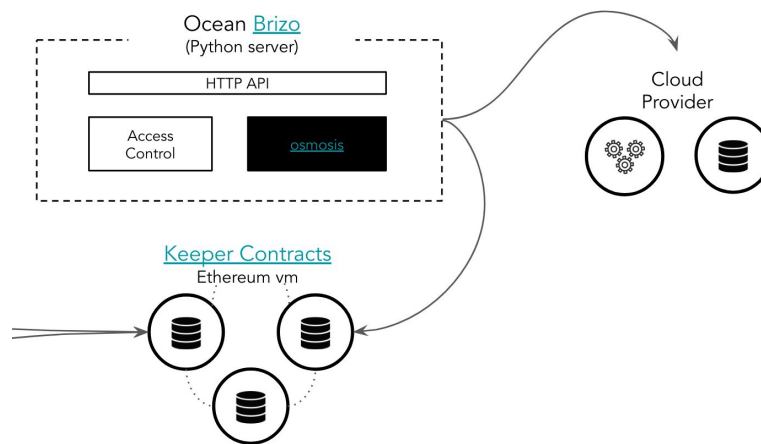 Ocean Brizo
(Python server)
HTTP API
Access
Control
osmosis
Cloud
Provider
Keeper Contracts
Ethereum vm